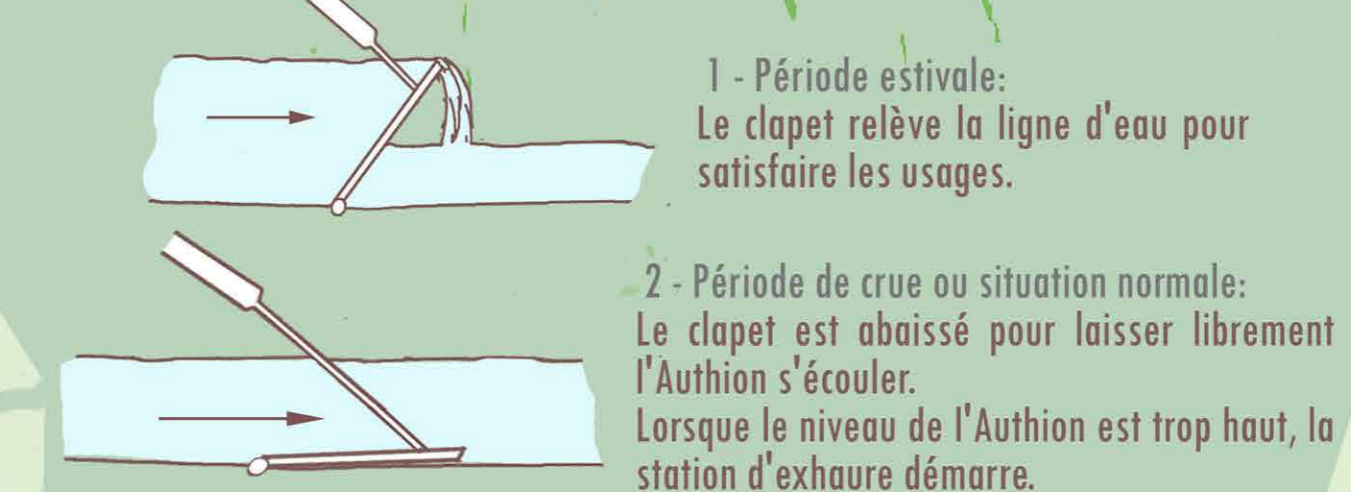 1 - Période estivale:
Le clapet relève la ligne d'eau pour
satisfaire les usages.
2 - Période de crue ou situation normale:
Le clapet est abaissé pour laisser librement
l'Authion s'écouler.
Lorsque le niveau de l'Authion est trop haut, la
station d'exhaure démarre.